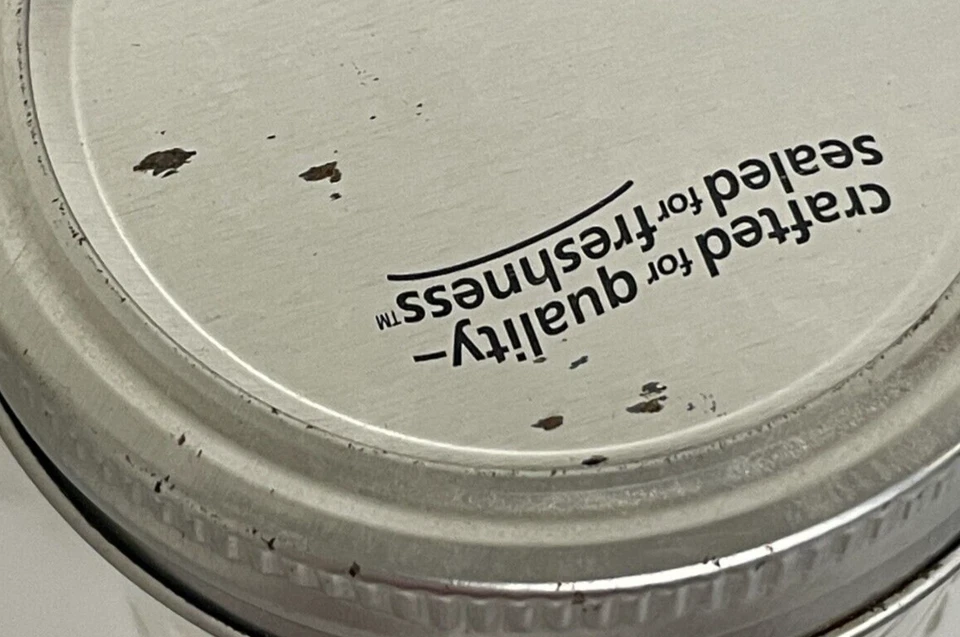 crafted for quality–
sealed for freshness™